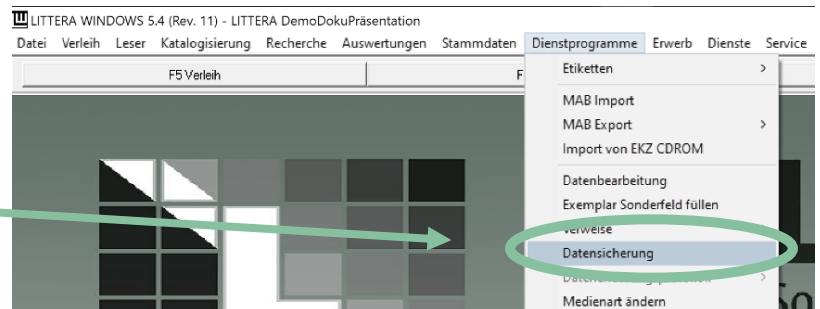 LITTERA WINDOWS 5.4 (Rev. 11) - LITTERA DemoDokuPräsentation
Datei Verleih Leser Katalogisierung Recherche Auswertungen Stammdaten Dienstprogramme Erwerb Dienste Service
F5 Verleih F
Etiketten >
MAB Import
MAB Export >
Import von EKZ CDROM
Datenbearbeitung
Exemplar Sonderfeld füllen
Verweise
Datensicherung
Medienart ändern
So